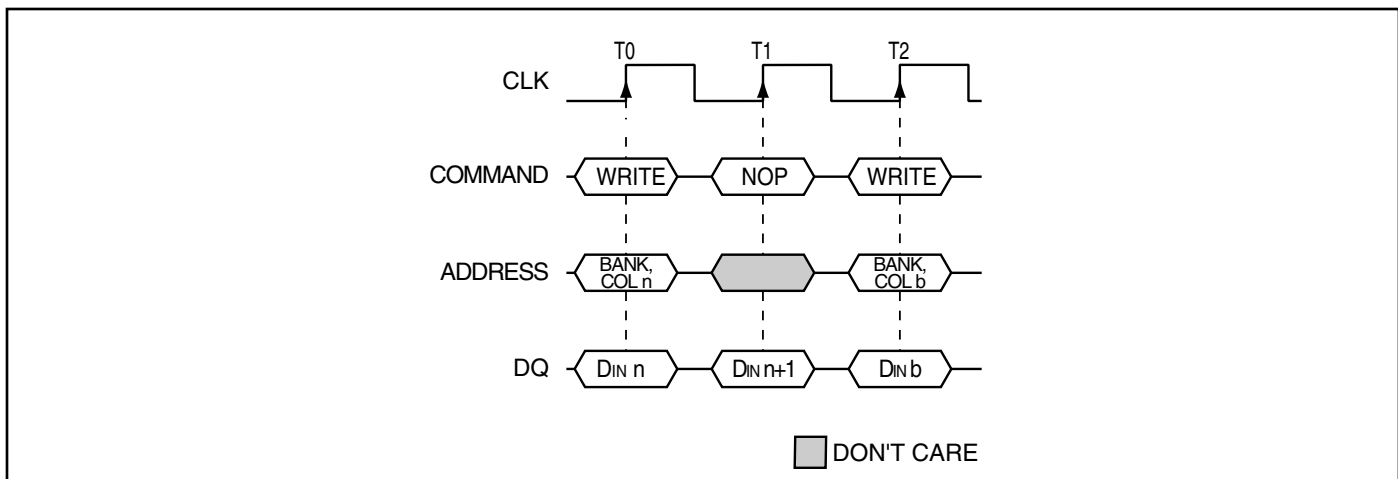 T0 T1 T2
CLK
COMMAND WRITE NOP WRITE
ADDRESS BANK, COL n BANK, COL b
DQ DIN n DIN n+1 DIN b
DON'T CARE